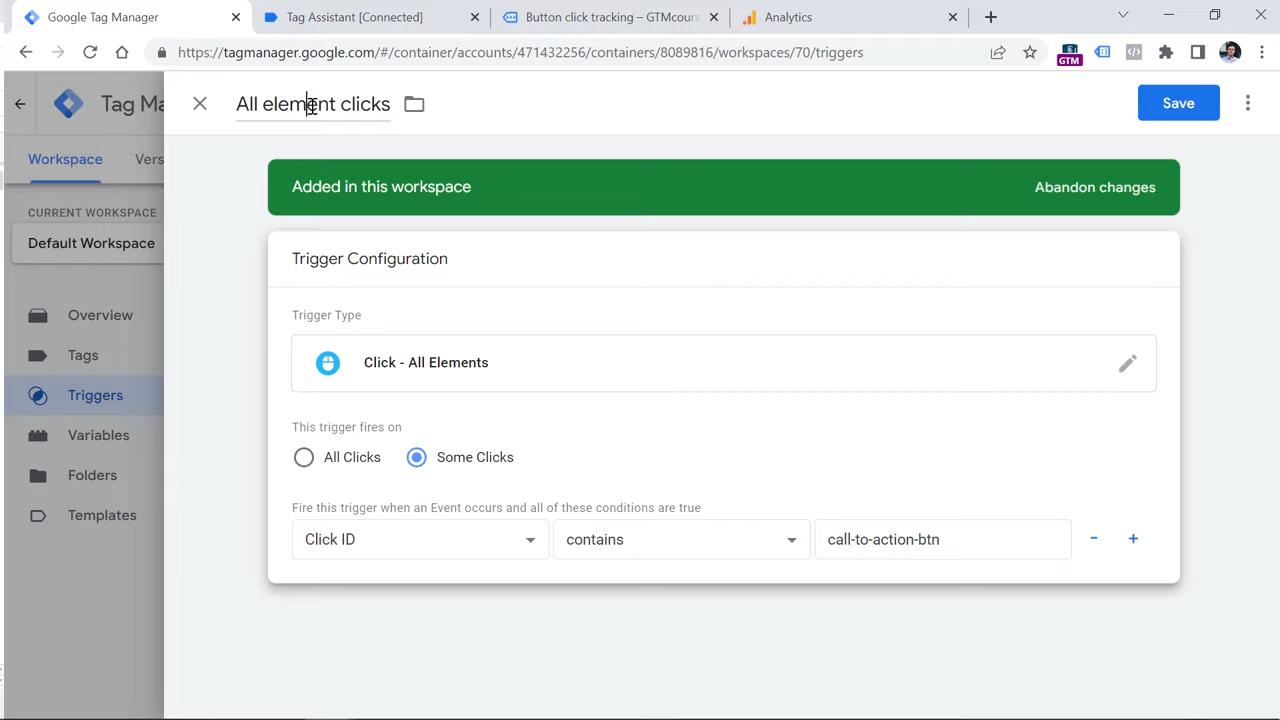 Google Tag Manager
Tag Assistant [Connected]
Button click tracking – GTMcours
Analytics
https://tagmanager.google.com/#/container/accounts/471432256/containers/8089816/workspaces/70/triggers
GTM
Tag Ma
All element clicks
Save
Workspace
Vers
Added in this workspace
Abandon changes
CURRENT WORKSPACE
Default Workspace
Trigger Configuration
Overview
Tags
Triggers
Variables
Folders
Templates
Trigger Type
Click - All Elements
This trigger fires on
All Clicks
Some Clicks
Fire this trigger when an Event occurs and all of these conditions are true
Click ID
contains
call-to-action-btn